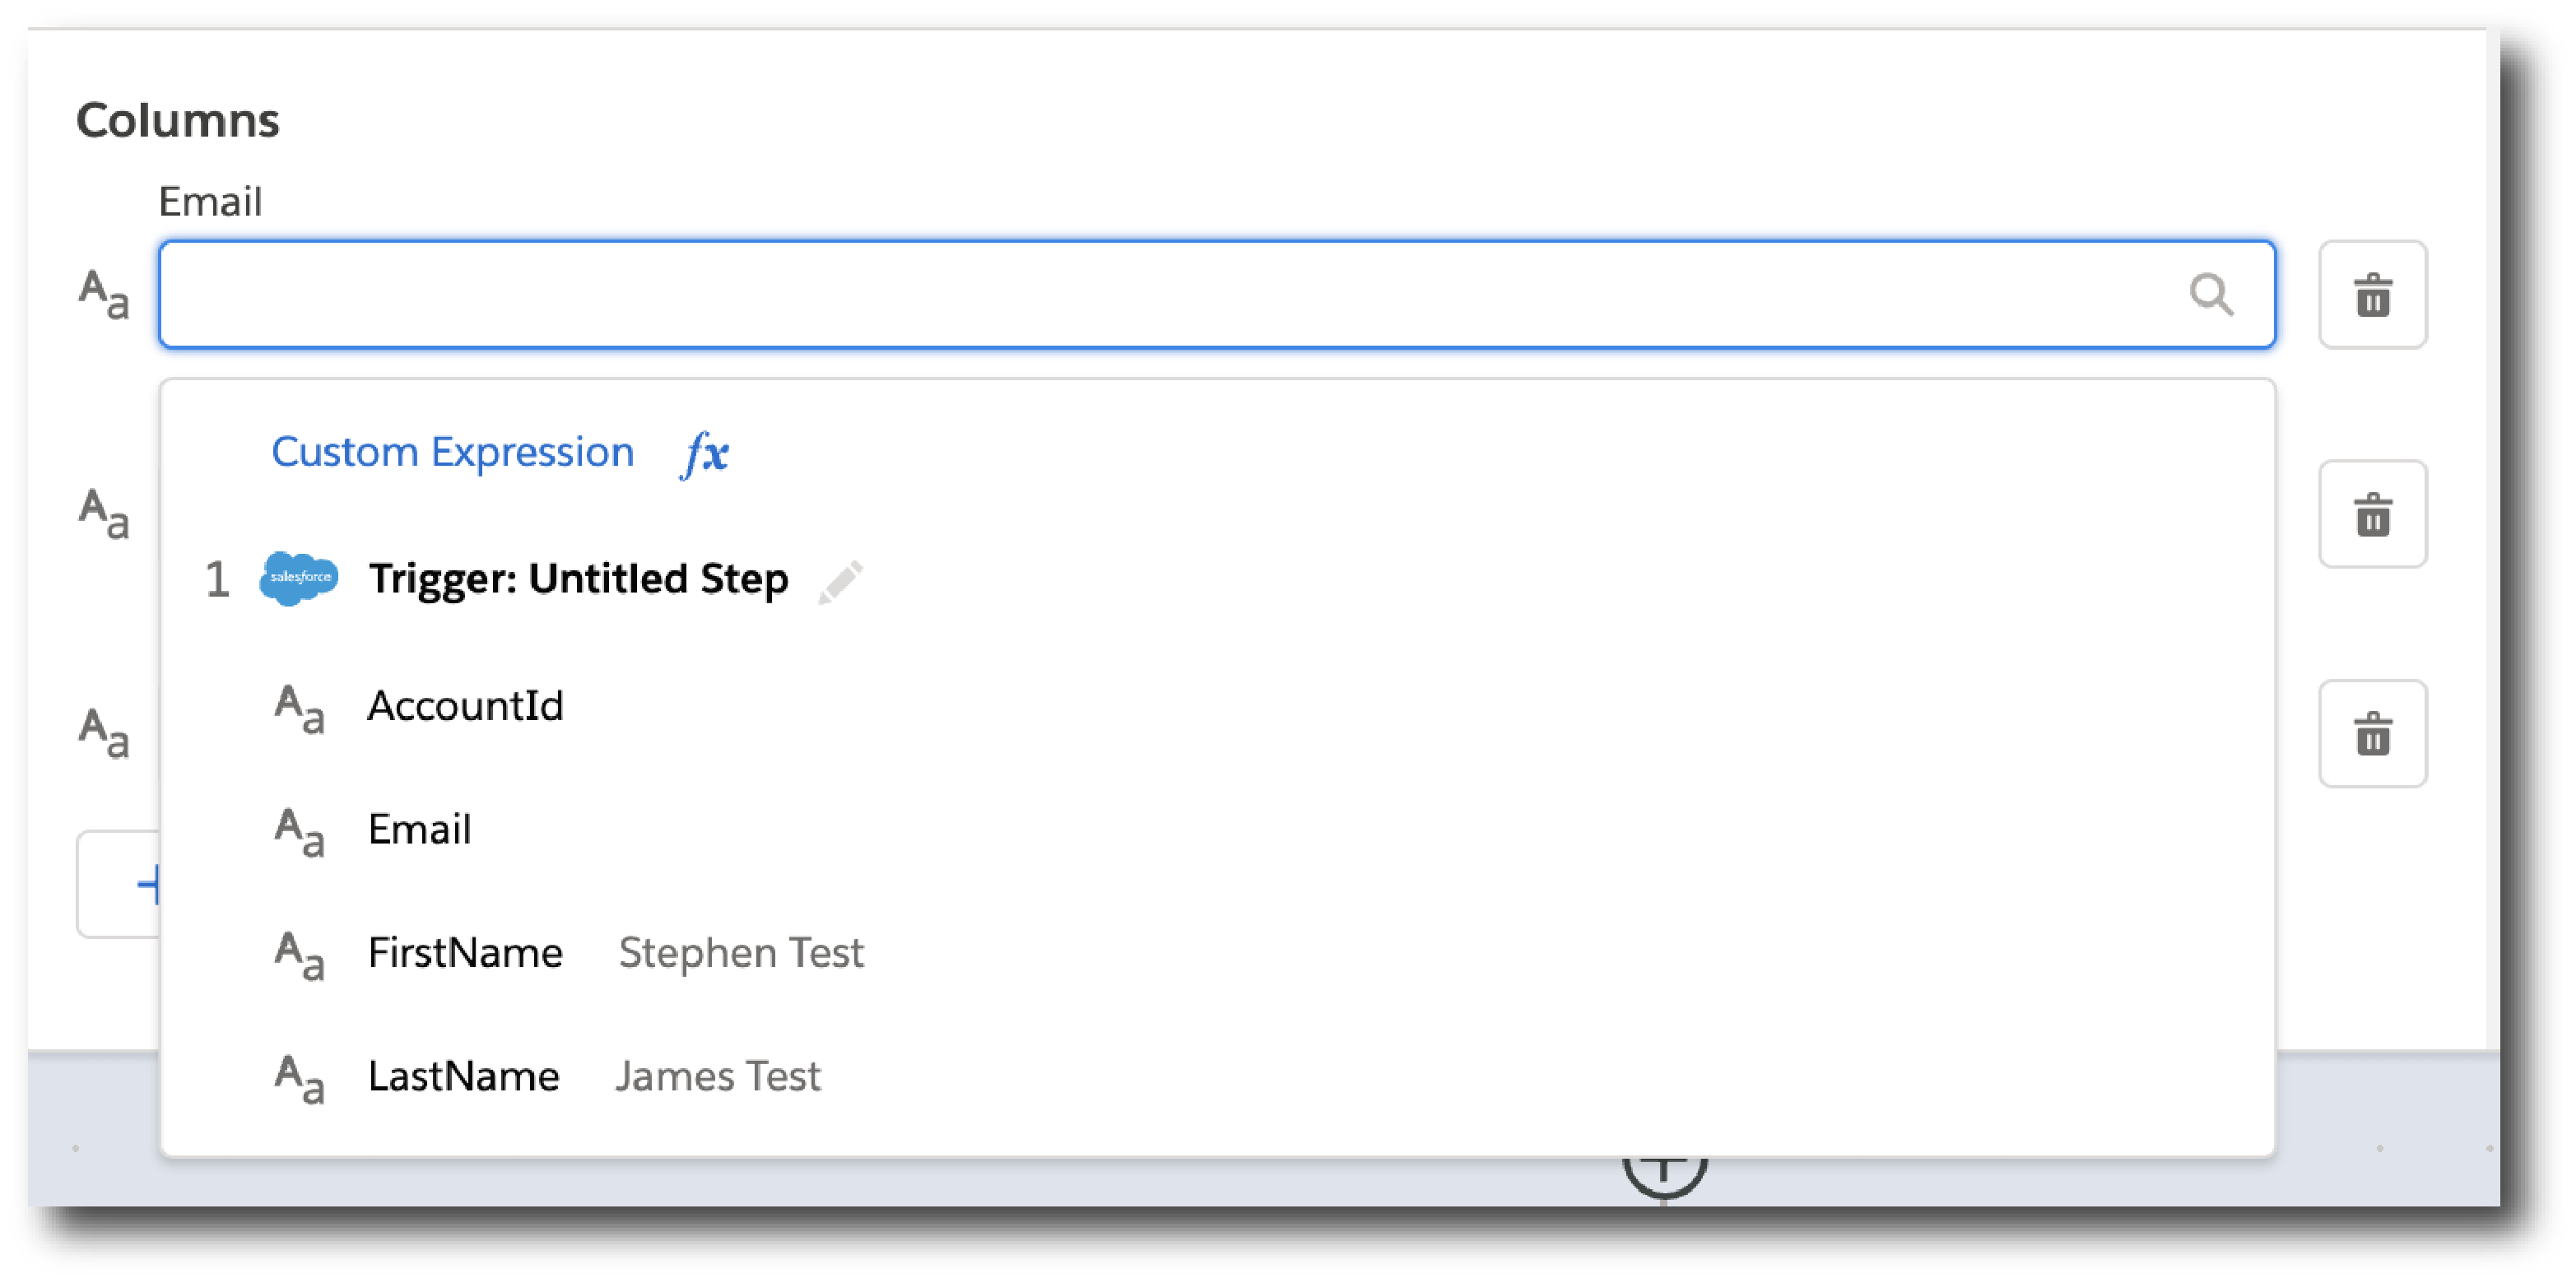 Columns
Email
Aa
Custom Expression fx
Aa
1 salesforce Trigger: Untitled Step
Aa AccountId
Aa
Aa Email
Aa FirstName Stephen Test
Aa LastName James Test